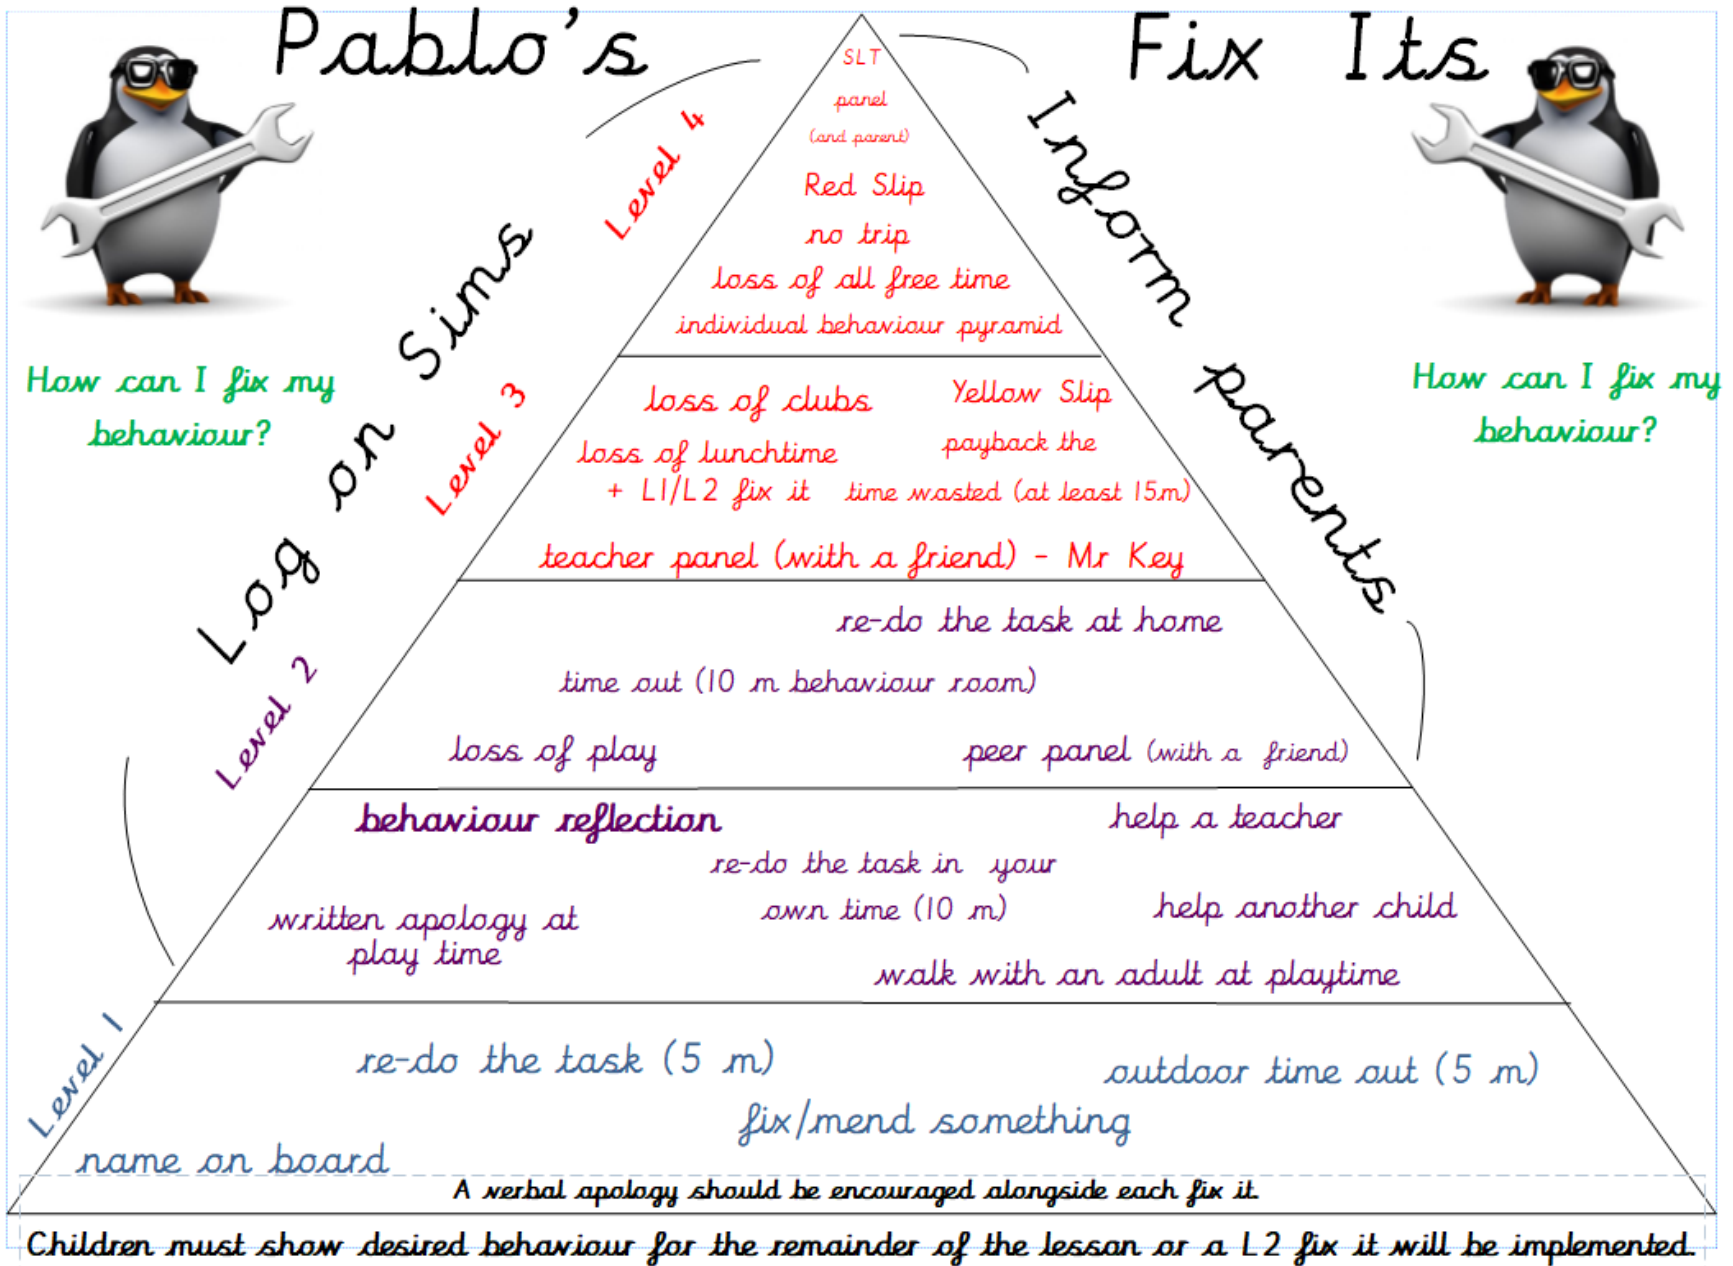 Pablo's Fix Its
SLT
panel
(and parent)
Red Slip
no trip
loss of all free time
individual behaviour pyramid
Level 4
Log on Sims
Inform parents
How can I fix my
behaviour?
How can I fix my
behaviour?
Level 3
loss of clubs
Yellow Slip
loss of lunchtime
+ L1/L2 fix it
payback the
time wasted (at least 15m)
teacher panel (with a friend) - Mr Key
Level 2
re-do the task at home
time out (10 m behaviour room)
loss of play
peer panel (with a friend)
behaviour reflection
help a teacher
re-do the task in your
own time (10 m)
written apology at
play time
help another child
walk with an adult at playtime
Level 1
re-do the task (5 m)
outdoor time out (5 m)
fix/mend something
name on board
A verbal apology should be encouraged alongside each fix it.
Children must show desired behaviour for the remainder of the lesson or a L2 fix it will be implemented.